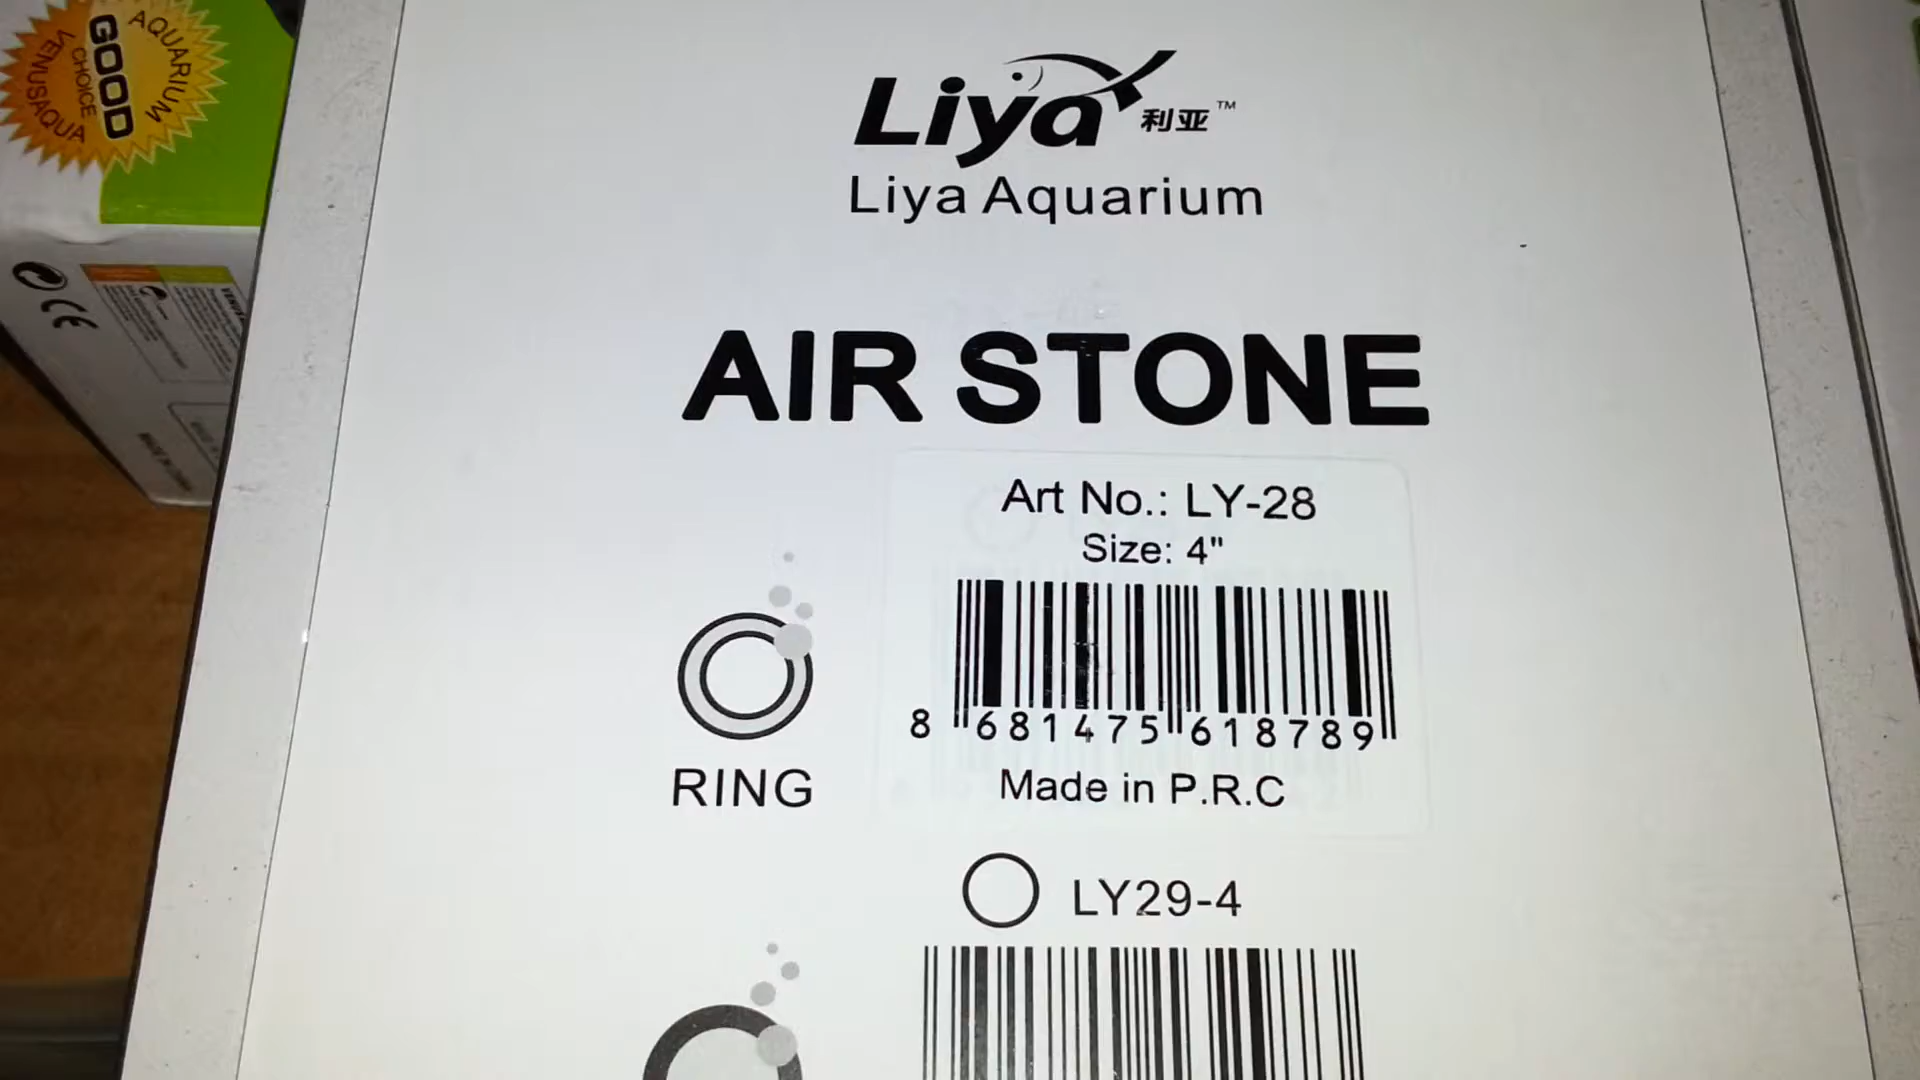 AQUARIUM
GOOD
CHOICE
VENUSAQUA
CE
Liya 利亚™
Liya Aquarium
AIR STONE
Art No.: LY-28
Size: 4"
8 681475 618789
RING
Made in P.R.C
LY29-4